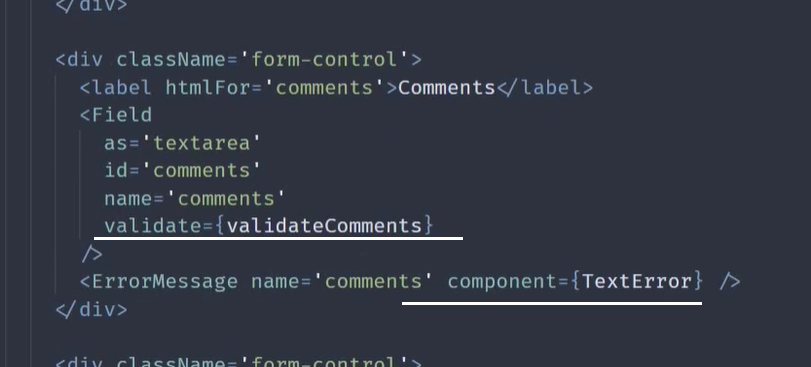 </div>
<div className='form-control'>
<label htmlFor='comments'>Comments</label>
<Field
as='textarea'
id='comments'
name='comments'
validate={validateComments}
/>
<ErrorMessage name='comments' component={TextError} />
</div>
<div className='form-control'>